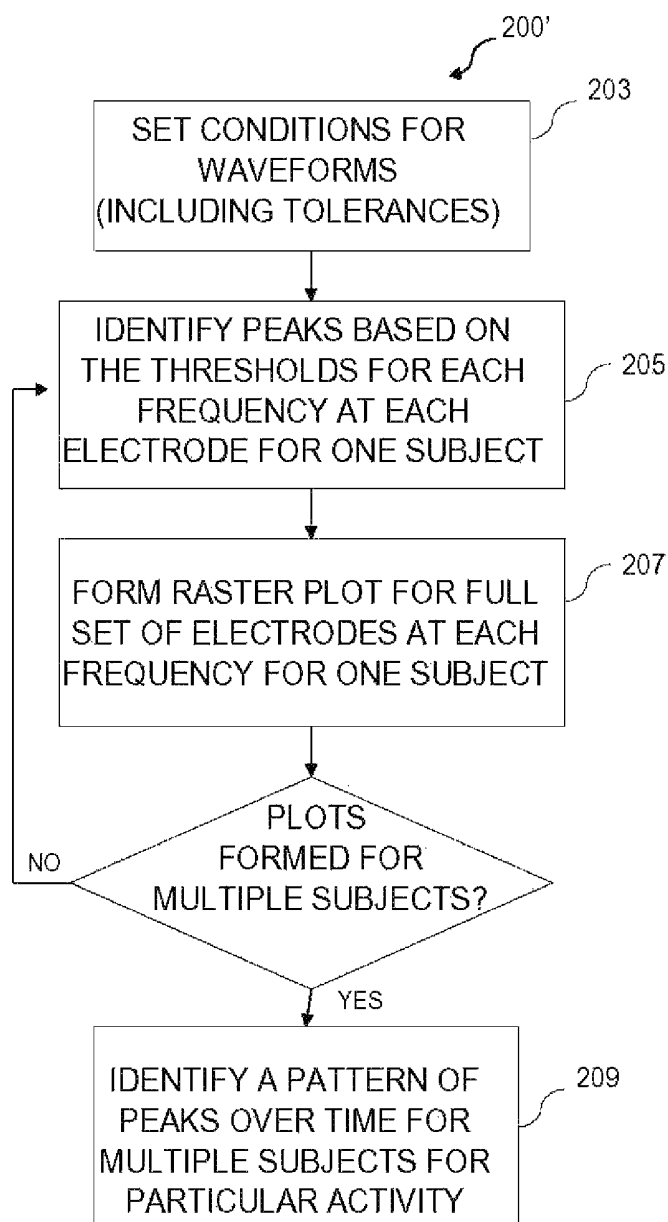 200'
203
SET CONDITIONS FOR
WAVEFORMS
(INCLUDING TOLERANCES)
IDENTIFY PEAKS BASED ON
THE THRESHOLDS FOR EACH
FREQUENCY AT EACH
ELECTRODE FOR ONE SUBJECT
205
FORM RASTER PLOT FOR FULL
SET OF ELECTRODES AT EACH
FREQUENCY FOR ONE SUBJECT
207
PLOTS
FORMED FOR
MULTIPLE SUBJECTS?
NO
YES
IDENTIFY A PATTERN OF
PEAKS OVER TIME FOR
MULTIPLE SUBJECTS FOR
PARTICULAR ACTIVITY
209